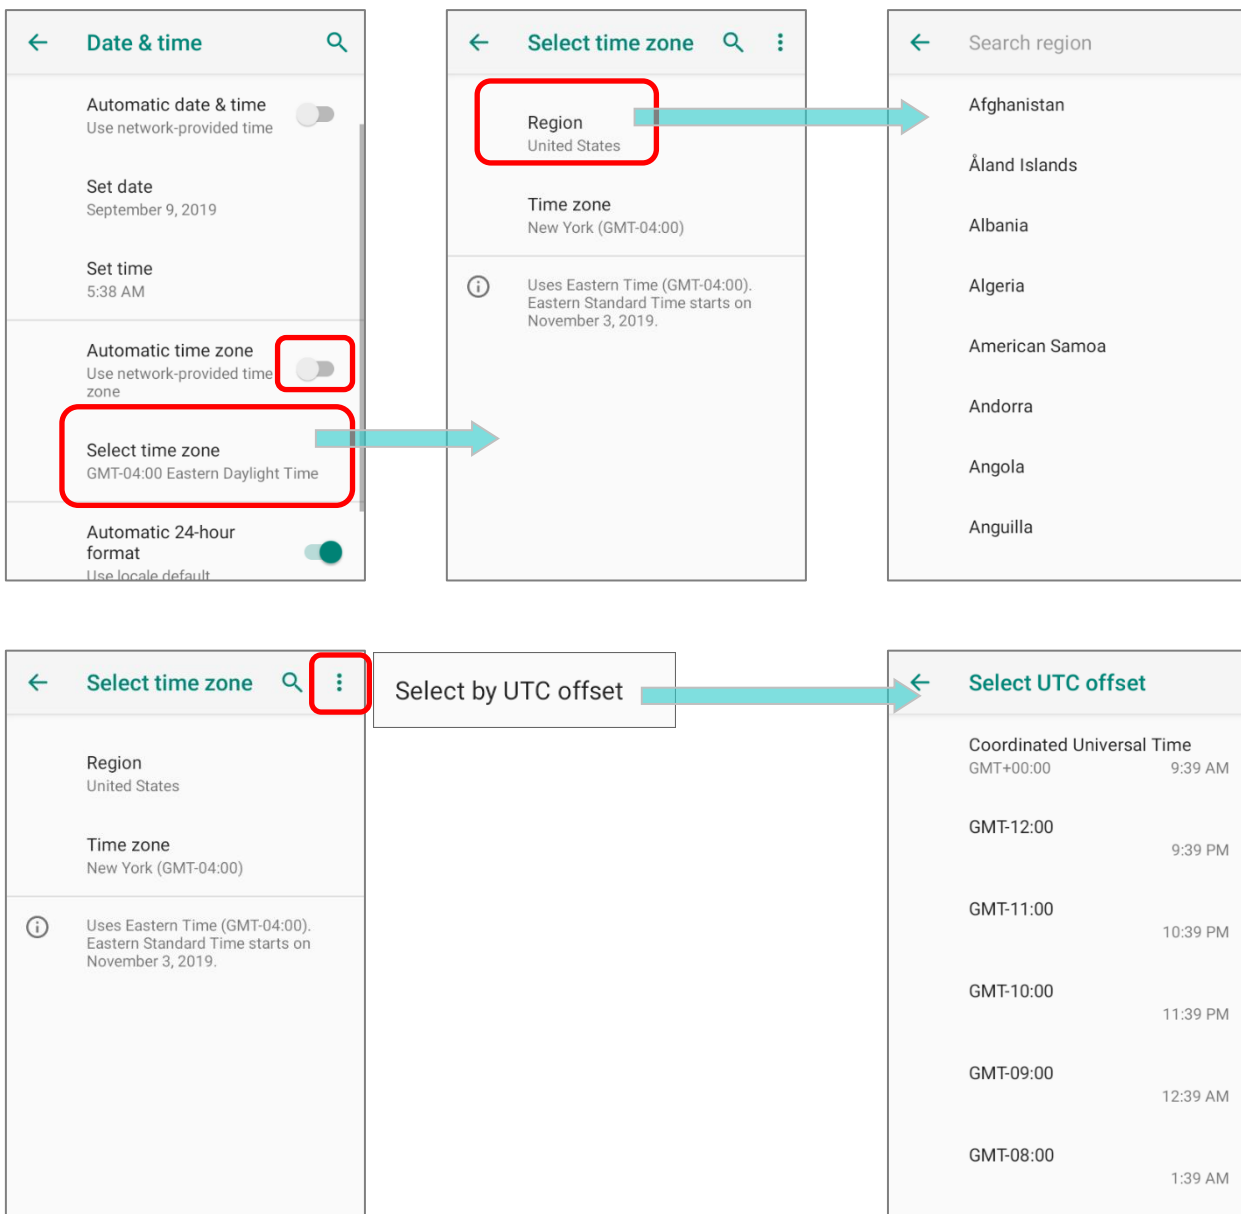 Date & time
Automatic date & time
Use network-provided time
Set date
September 9, 2019
Set time
5:38 AM
Automatic time zone
Use network-provided time
zone
Select time zone
GMT-04:00 Eastern Daylight Time
Automatic 24-hour
format
Use locale default
Select time zone
Region
United States
Time zone
New York (GMT-04:00)
Uses Eastern Time (GMT-04:00).
Eastern Standard Time starts on
November 3, 2019.
Search region
Afghanistan
Åland Islands
Albania
Algeria
American Samoa
Andorra
Angola
Anguilla
Select time zone
Region
United States
Time zone
New York (GMT-04:00)
Uses Eastern Time (GMT-04:00).
Eastern Standard Time starts on
November 3, 2019.
Select by UTC offset
Select UTC offset
Coordinated Universal Time
GMT+00:00 9:39 AM
GMT-12:00
9:39 PM
GMT-11:00
10:39 PM
GMT-10:00
11:39 PM
GMT-09:00
12:39 AM
GMT-08:00
1:39 AM